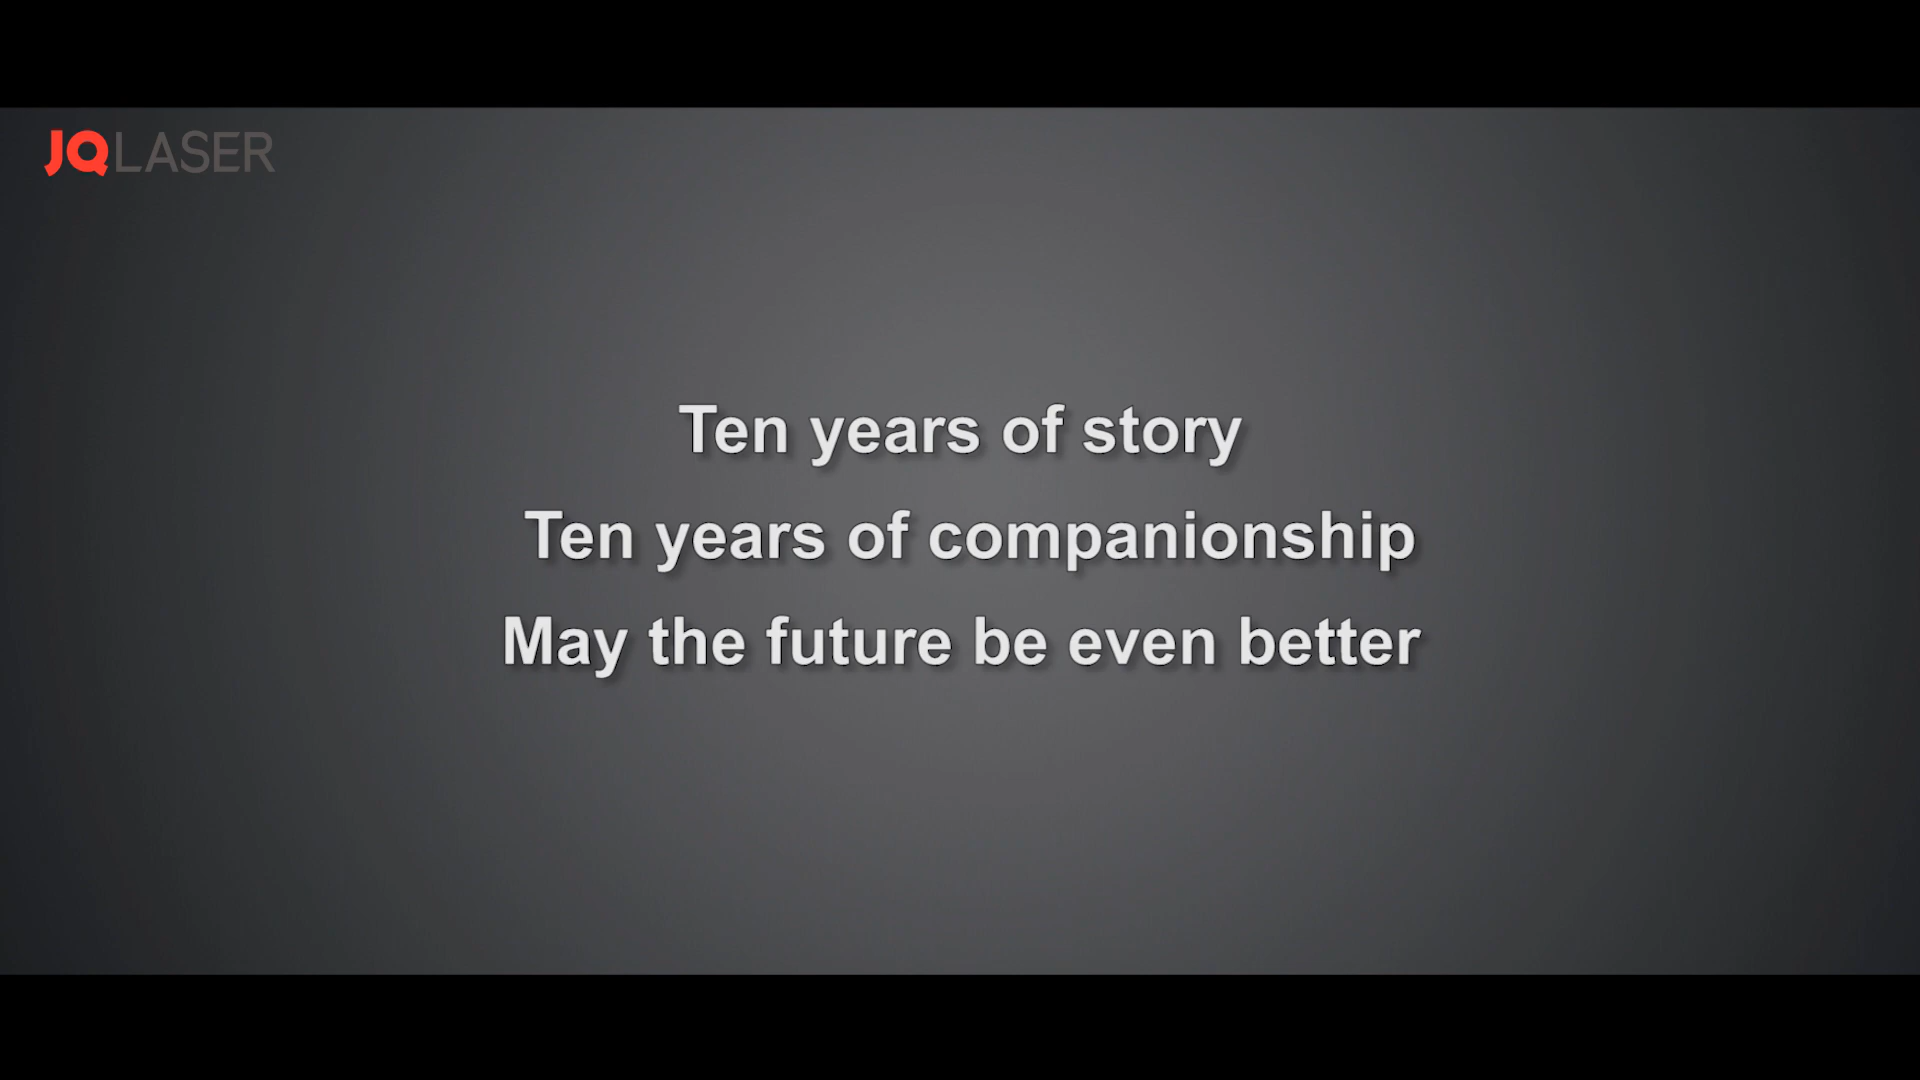 JQLASER
Ten years of story
Ten years of companionship
May the future be even better